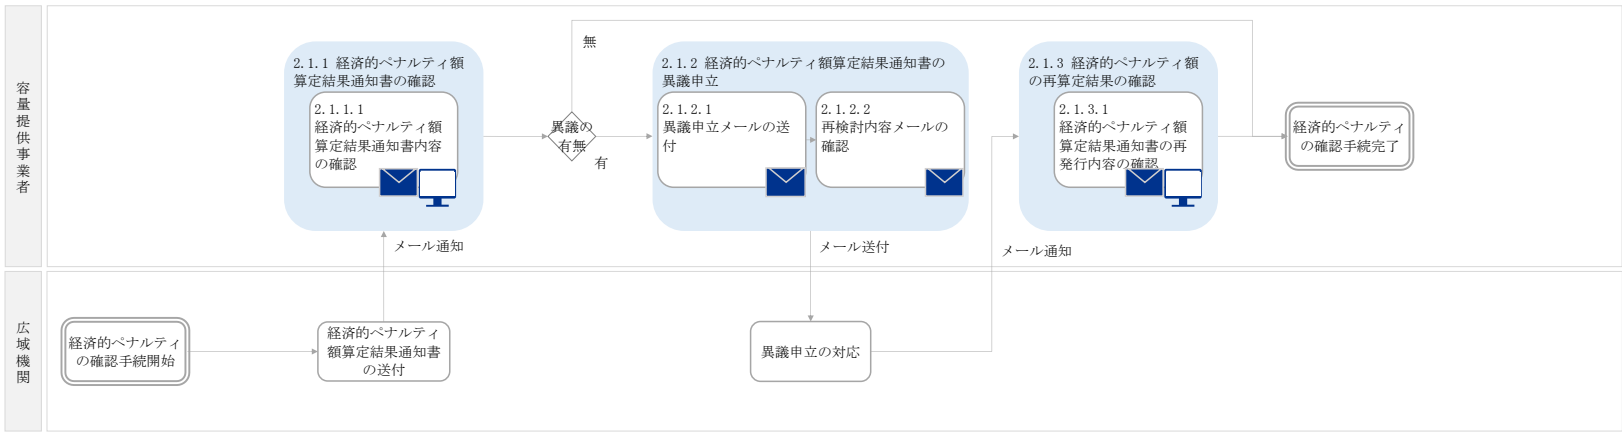 容量提供事業者
2.1.1 経済的ペナルティ額
算定結果通知書の確認
2.1.1.1
経済的ペナルティ額
算定結果通知書内容
の確認
異議の
有無
無
有
2.1.2 経済的ペナルティ額算定結果通知書の
異議申立
2.1.2.1
異議申立メールの送
付
2.1.2.2
再検討内容メールの
確認
2.1.3 経済的ペナルティ額
の再算定結果の確認
2.1.3.1
経済的ペナルティ額
算定結果通知書の再
発行内容の確認
経済的ペナルティ
の確認手続完了
メール通知
メール送付
メール通知
広域機関
経済的ペナルティ
の確認手続開始
経済的ペナルティ
額算定結果通知書
の送付
異議申立の対応